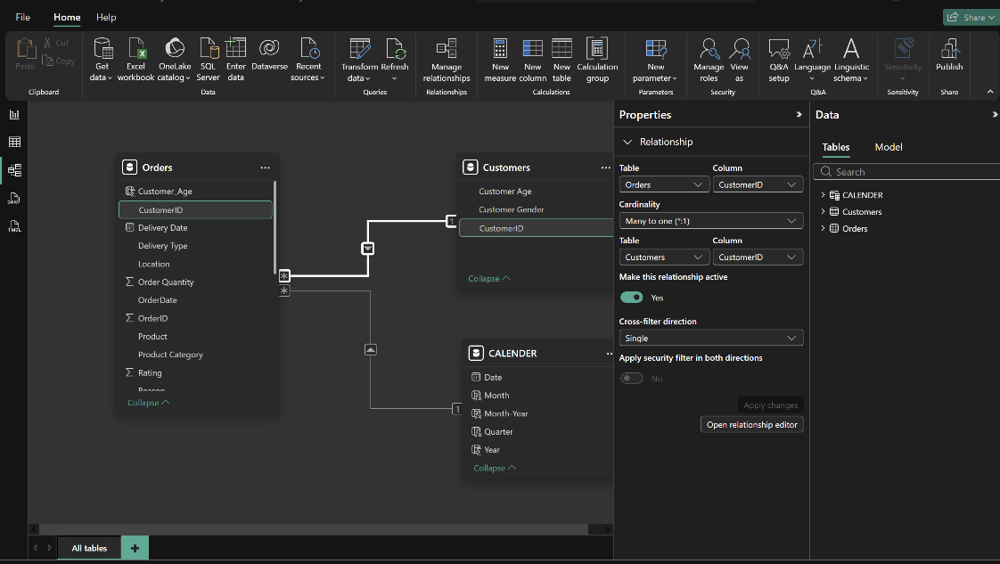 File Home Help
Share
Paste
Cut
Copy
Clipboard
Get data
Excel workbook
OneLake catalog
SQL Server
Enter data
Dataverse
Recent sources
Data
Transform data
Refresh
Queries
Manage relationships
Relationships
New measure
New column
New table
Calculation group
Calculations
New parameter
Parameters
Manage roles
View as
Security
Q&A setup
Language
Linguistic schema
Q&A
Sensitivity
Sensitivity
Publish
Share
Orders
Customer_Age
CustomerID
Delivery Date
Delivery Type
Location
Order Quantity
OrderDate
OrderID
Product
Product Category
Rating
Reason
Collapse
*
*
1
1
Customers
Customer Age
Customer Gender
CustomerID
Collapse
CALENDER
Date
Month
Month-Year
Quarter
Year
Collapse
Properties
Relationship
Table Column
Orders CustomerID
Cardinality
Many to one (*:1)
Table Column
Customers CustomerID
Make this relationship active
Yes
Cross-filter direction
Single
Apply security filter in both directions
No
Apply changes
Open relationship editor
Data
Tables Model
Search
CALENDER
Customers
Orders
DAX
TMDL
All tables